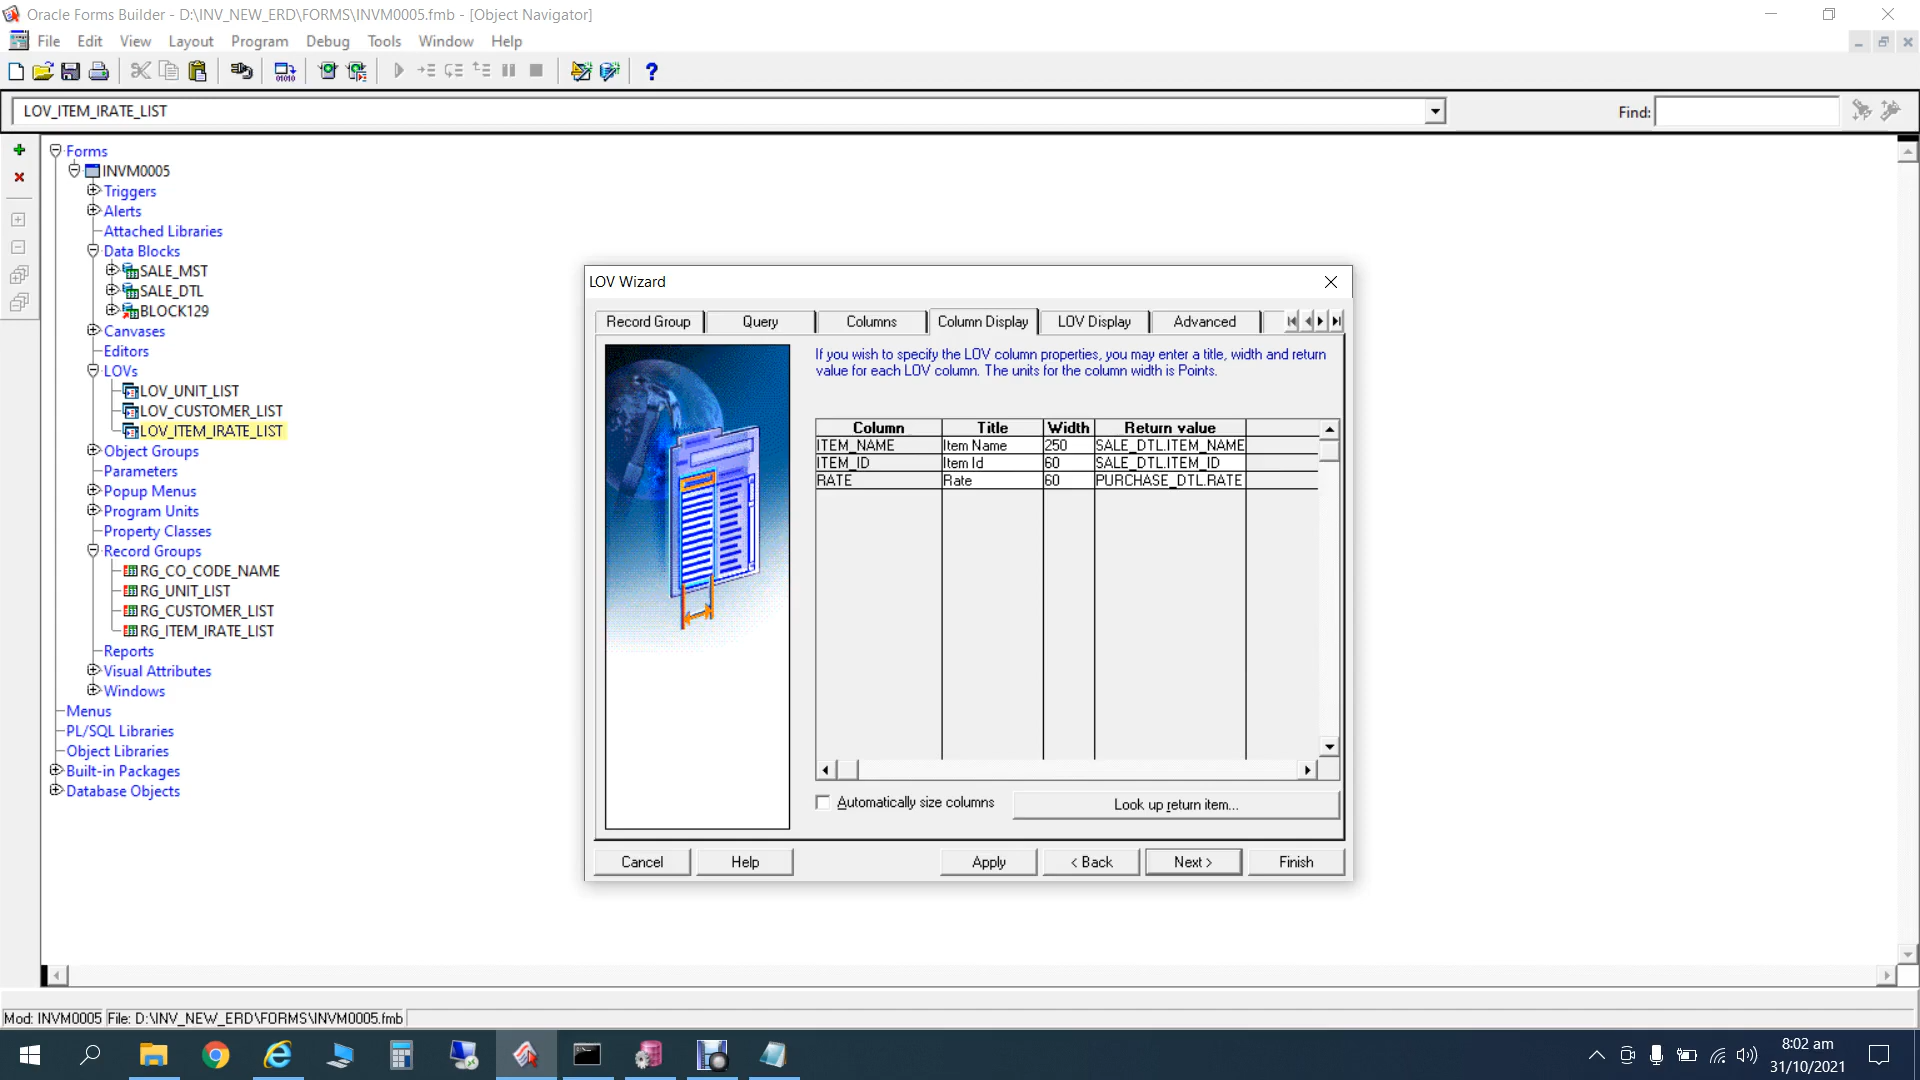 Oracle Forms Builder - D:\INV_NEW_ERD\FORMS\INVM0005.fmb - [Object Navigator]
File Edit View Layout Program Debug Tools Window Help
LOV_ITEM_IRATE_LIST
Find:
Forms
INVM0005
Triggers
Alerts
Attached Libraries
Data Blocks
SALE_MST
SALE_DTL
BLOCK129
Canvases
Editors
LOVs
LOV_UNIT_LIST
LOV_CUSTOMER_LIST
LOV_ITEM_IRATE_LIST
Object Groups
Parameters
Popup Menus
Program Units
Property Classes
Record Groups
RG_CO_CODE_NAME
RG_UNIT_LIST
RG_CUSTOMER_LIST
RG_ITEM_IRATE_LIST
Reports
Visual Attributes
Windows
Menus
PL/SQL Libraries
Object Libraries
Built-in Packages
Database Objects
LOV Wizard
Record Group Query Columns Column Display LOV Display Advanced
If you wish to specify the LOV column properties, you may enter a title, width and return
value for each LOV column. The units for the column width is Points.
Column Title Width Return value
ITEM_NAME Item Name 250 SALE_DTL.ITEM_NAME
ITEM_ID Item Id 60 SALE_DTL.ITEM_ID
RATE Rate 60 PURCHASE_DTL.RATE
Automatically size columns Look up return item...
Cancel Help Apply < Back Next > Finish
Mod: INVM0005 File: D:\INV_NEW_ERD\FORMS\INVM0005.fmb
8:02 am
31/10/2021